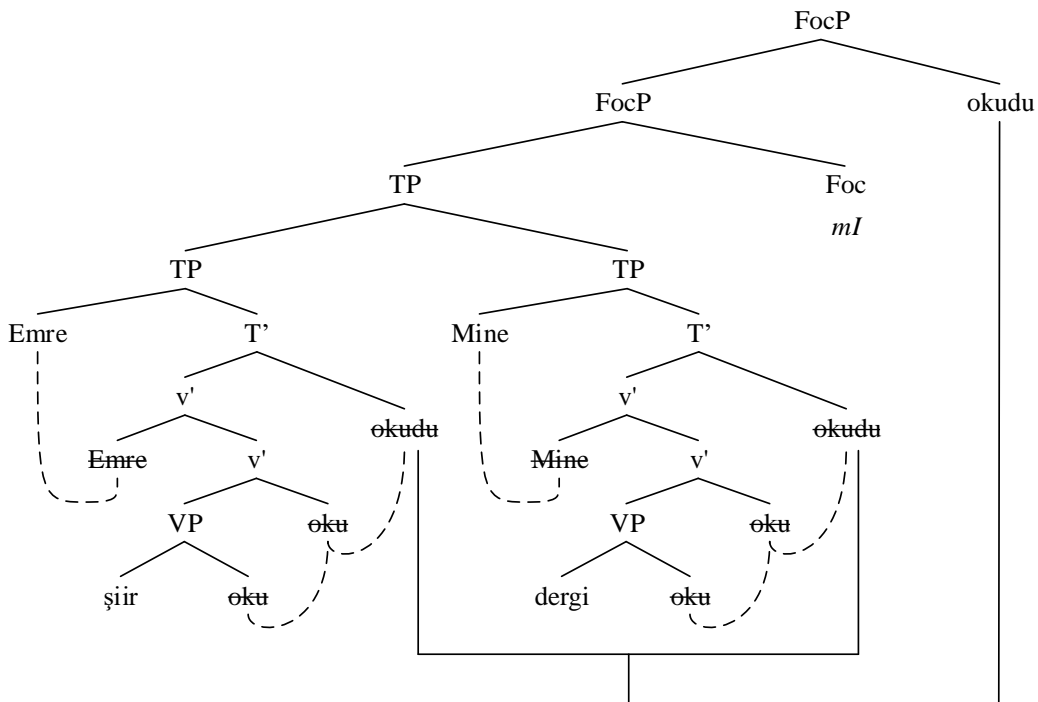 FocP
FocP okudu
TP Foc
mI
TP TP
Emre T’ Mine T’
v' v'
okudu okudu
Emre v' Mine v'
VP oku VP oku
şiir oku dergi oku